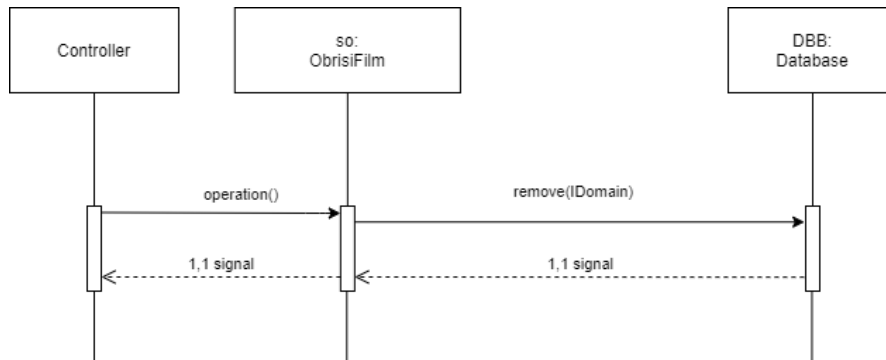 Controller
so:
ObrisiFilm
DBB:
Database
operation()
remove(IDomain)
1,1 signal
1,1 signal